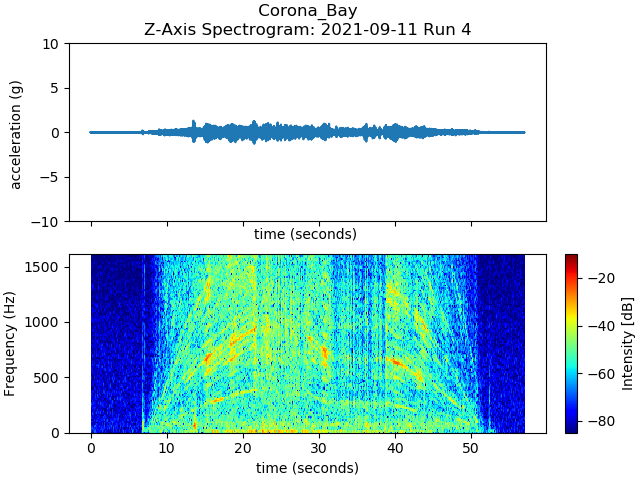 Corona_Bay
Z-Axis Spectrogram: 2021-09-11 Run 4
10
5
0
−5
−10
acceleration (g)
time (seconds)
1500
1000
500
0
Frequency (Hz)
0 10 20 30 40 50
time (seconds)
−20
−40
−60
−80
Intensity [dB]